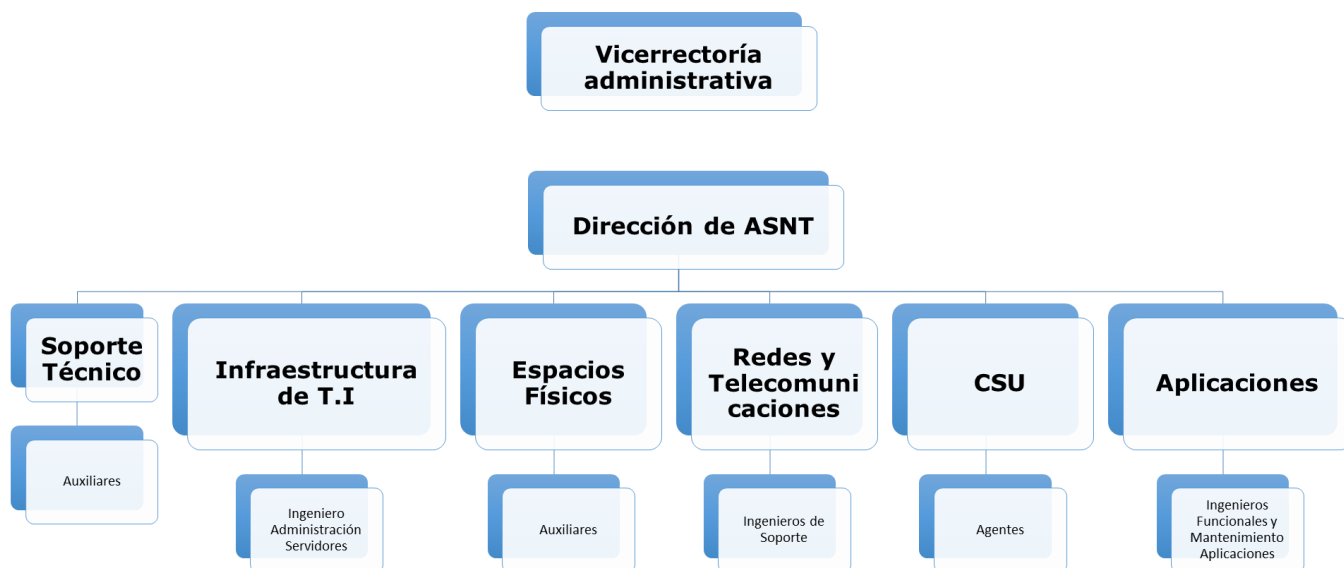 Vicerrectoría
administrativa
Dirección de ASNT
Soporte
Técnico
Infraestructura
de T.I
Espacios
Físicos
Redes y
Telecomuni
caciones
CSU
Aplicaciones
Auxiliares
Ingeniero
Administración
Servidores
Auxiliares
Ingenieros de
Soporte
Agentes
Ingenieros
Funcionales y
Mantenimiento
Aplicaciones